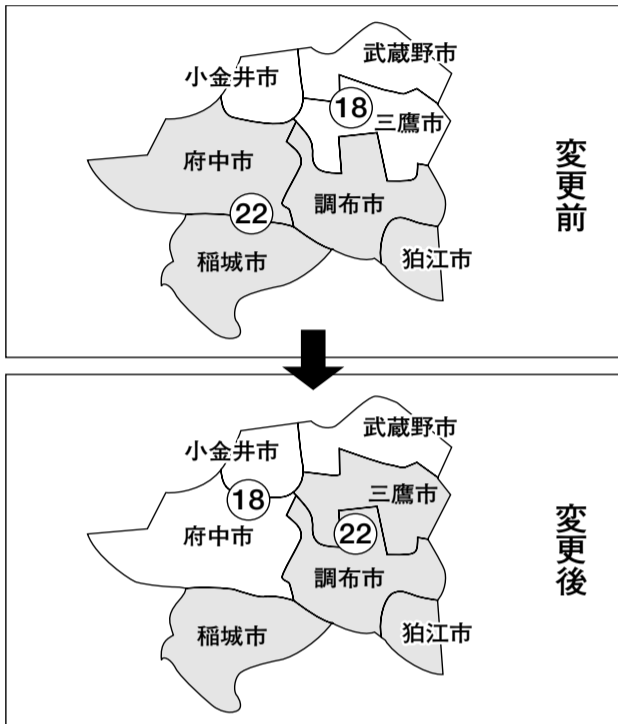 変更前
武蔵野市
小金井市
18
三鷹市
府中市
調布市
22
稲城市
狛江市
変更後
武蔵野市
小金井市
三鷹市
18
府中市
22
調布市
稲城市
狛江市